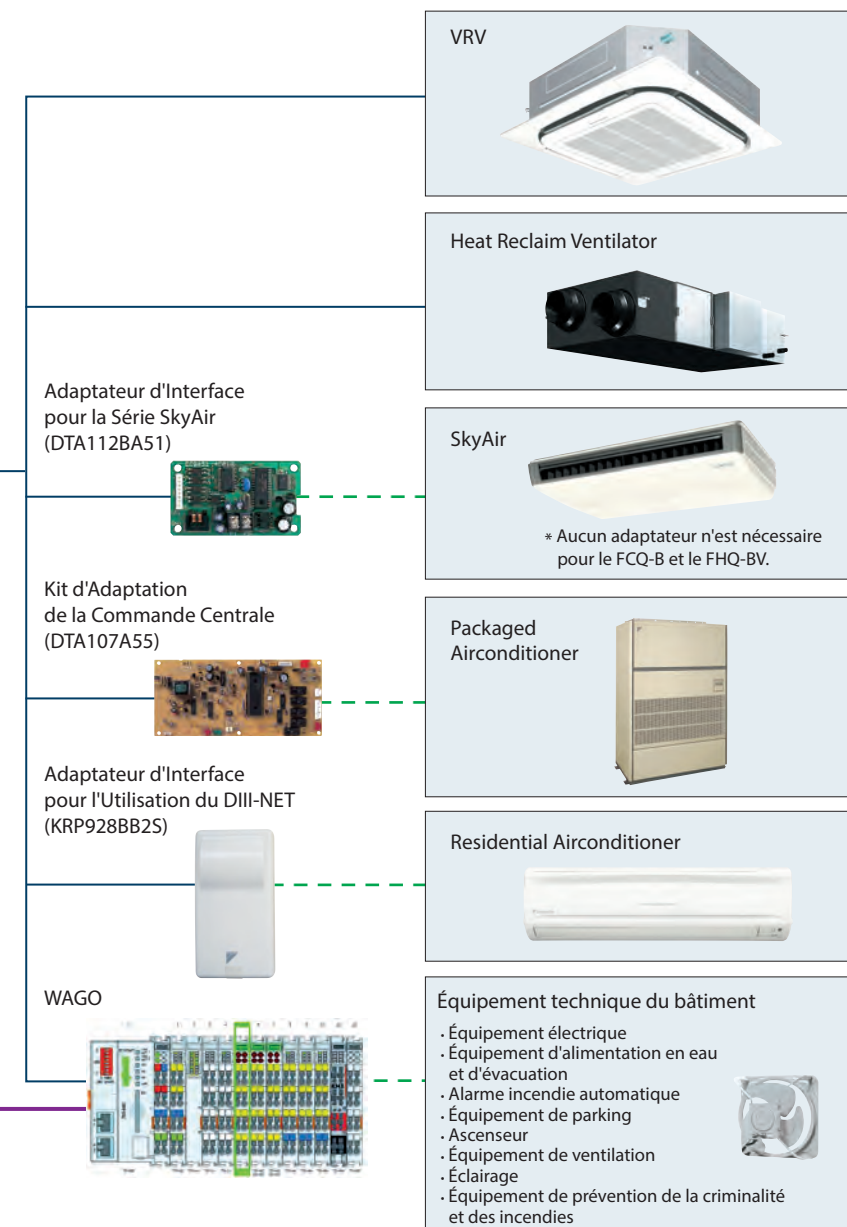 VRV
Heat Reclaim Ventilator
Adaptateur d'Interface
pour la Série SkyAir
(DTA112BA51)
SkyAir
* Aucun adaptateur n'est nécessaire
pour le FCQ-B et le FHQ-BV.
Kit d'Adaptation
de la Commande Centrale
(DTA107A55)
Packaged
Airconditioner
Adaptateur d'Interface
pour l'Utilisation du DIII-NET
(KRP928BB2S)
Residential Airconditioner
WAGO
Équipement technique du bâtiment
· Équipement électrique
· Équipement d'alimentation en eau
et d'évacuation
· Alarme incendie automatique
· Équipement de parking
· Ascenseur
· Équipement de ventilation
· Éclairage
· Équipement de prévention de la criminalité
et des incendies